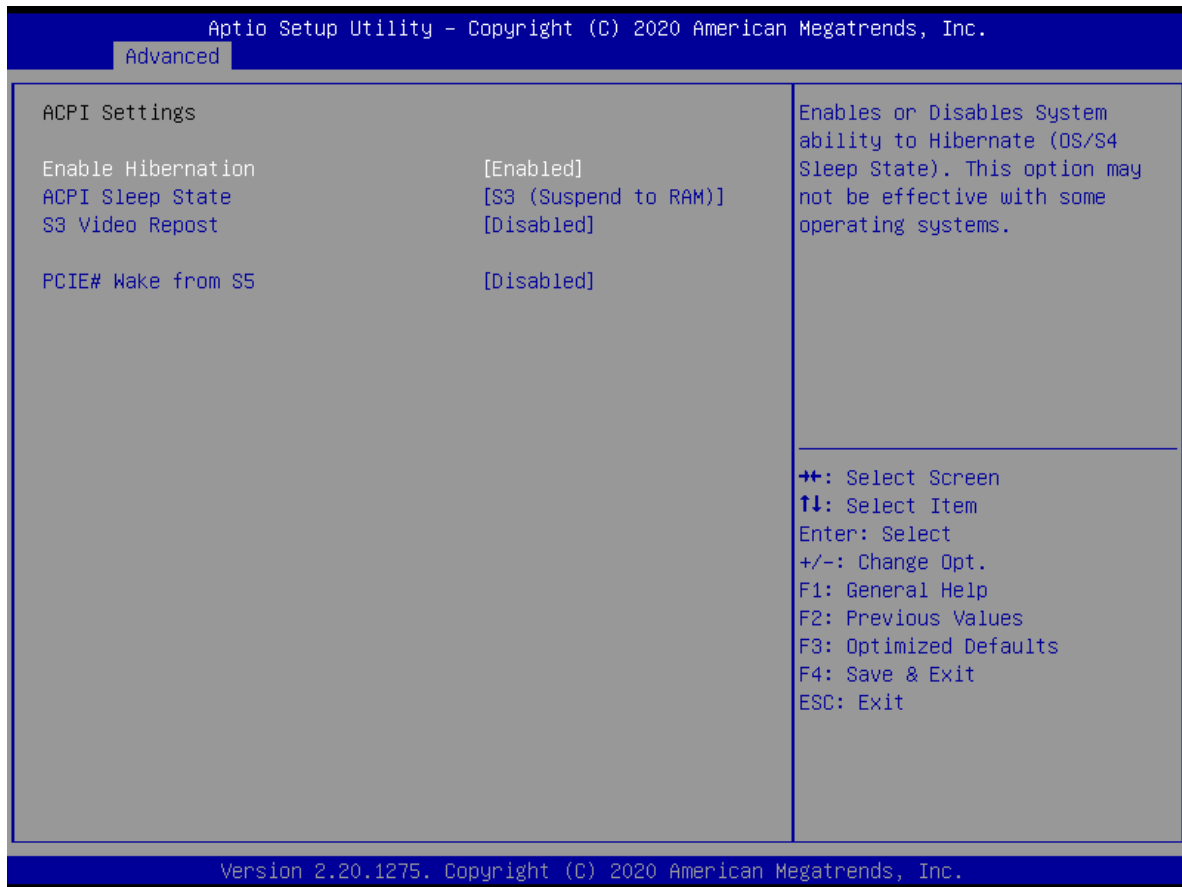 Aptio Setup Utility – Copyright (C) 2020 American Megatrends, Inc.
Advanced
ACPI Settings
Enable Hibernation [Enabled]
ACPI Sleep State [S3 (Suspend to RAM)]
S3 Video Repost [Disabled]
PCIE# Wake from S5 [Disabled]
Enables or Disables System
ability to Hibernate (OS/S4
Sleep State). This option may
not be effective with some
operating systems.
→←: Select Screen
↑↓: Select Item
Enter: Select
+/-: Change Opt.
F1: General Help
F2: Previous Values
F3: Optimized Defaults
F4: Save & Exit
ESC: Exit
Version 2.20.1275. Copyright (C) 2020 American Megatrends, Inc.